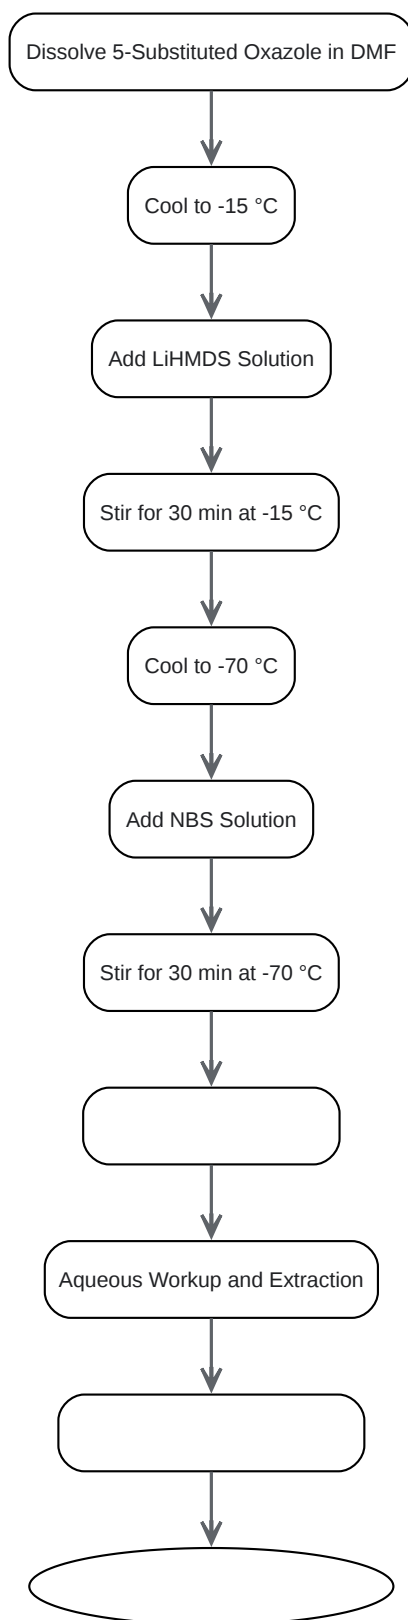 Dissolve 5-Substituted Oxazole in DMF
Cool to -15 °C
Add LiHMDS Solution
Stir for 30 min at -15 °C
Cool to -70 °C
Add NBS Solution
Stir for 30 min at -70 °C
Aqueous Workup and Extraction